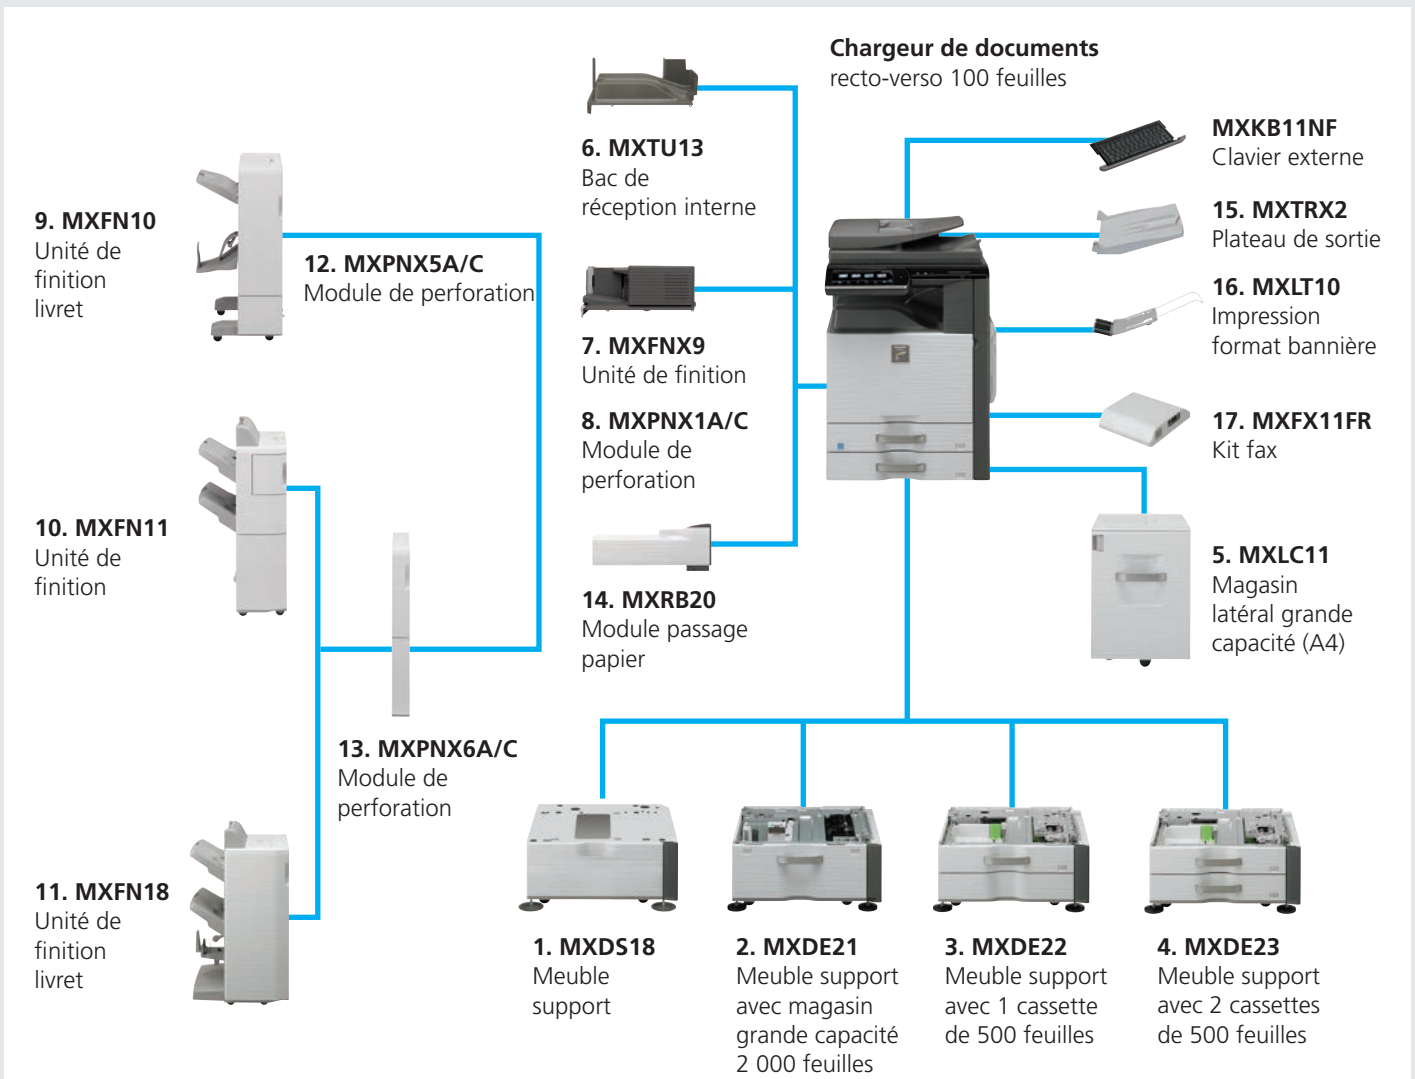 Chargeur de documents
recto-verso 100 feuilles
6. MXTU13
Bac de
réception interne
MXKB11NF
Clavier externe
9. MXFN10
Unité de
finition
livret
12. MXPNX5A/C
Module de perforation
15. MXTRX2
Plateau de sortie
16. MXLT10
Impression
format bannière
7. MXFNX9
Unité de finition
8. MXPNX1A/C
Module de
perforation
17. MXFX11FR
Kit fax
10. MXFN11
Unité de
finition
14. MXRB20
Module passage
papier
5. MXLC11
Magasin
latéral grande
capacité (A4)
13. MXPNX6A/C
Module de
perforation
11. MXFN18
Unité de
finition
livret
1. MXDS18
Meuble
support
2. MXDE21
Meuble support
avec magasin
grande capacité
2 000 feuilles
3. MXDE22
Meuble support
avec 1 cassette
de 500 feuilles
4. MXDE23
Meuble support
avec 2 cassettes
de 500 feuilles